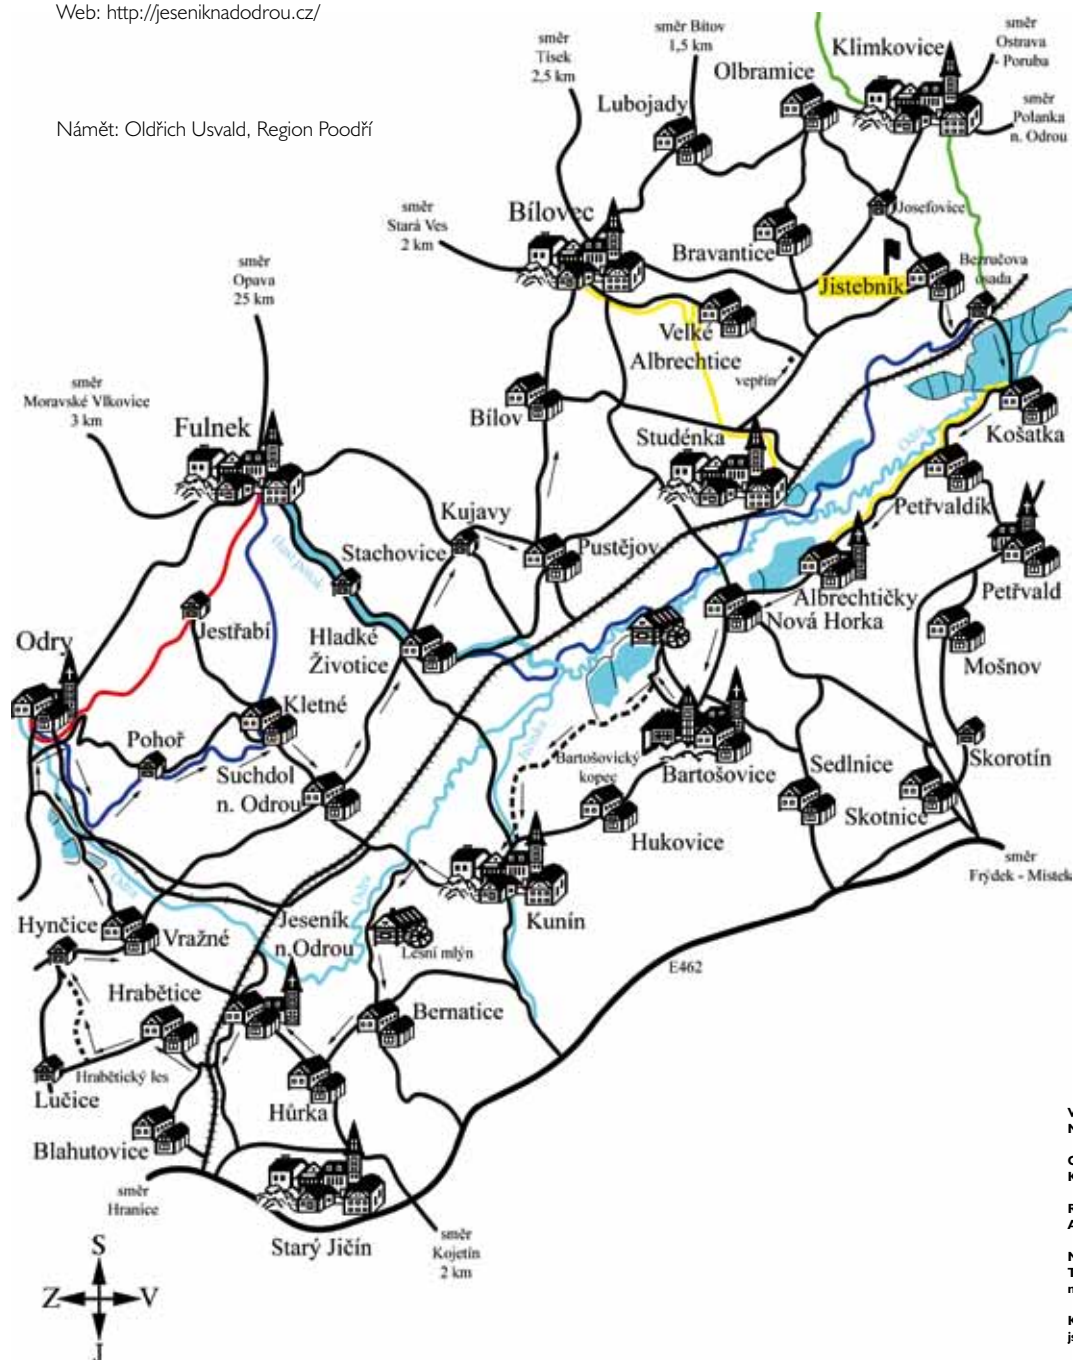 Web: http://jeseniknadodrou.cz/
Námět: Oldřich Usvald, Region Poodří
směr
Tísek
2,5 km
směr Bítov
1,5 km
Klimkovice
směr
Ostrava
- Poruba
Olbramice
Lubojady
směr
Polanka
n. Odrou
směr
Stará Ves
2 km
Bílovec
Josefovice
Bravantice
Jistebník
Bezručova
osada
směr
Opava
25 km
Velké
Albrechtice
vepřín
směr
Moravské Vlkovice
3 km
Fulnek
Bílov
Studénka
Košatka
Odra
Petřvaldík
Kujavy
Stachovice
Pustějov
Petřvald
Albrechtičky
Nová Horka
Jestřabí
Hladké
Životice
Odry
Mošnov
Kletné
Pohoř
Suchdol
n. Odrou
Bartošovický
kopec
Bartošovice
Sedlnice
Skorotín
Skotnice
Hukovice
směr
Frýdek - Místek
Odra
Odra
Kunín
Hynčice
Vražné
Jeseník
n.Odrou
Lesní mlýn
E462
Hrabětice
Bernatice
Hrabětický les
Lučice
Hůrka
Blahutovice
směr
Hranice
Starý Jičín
směr
Kojetín
2 km
S
Z
V
J